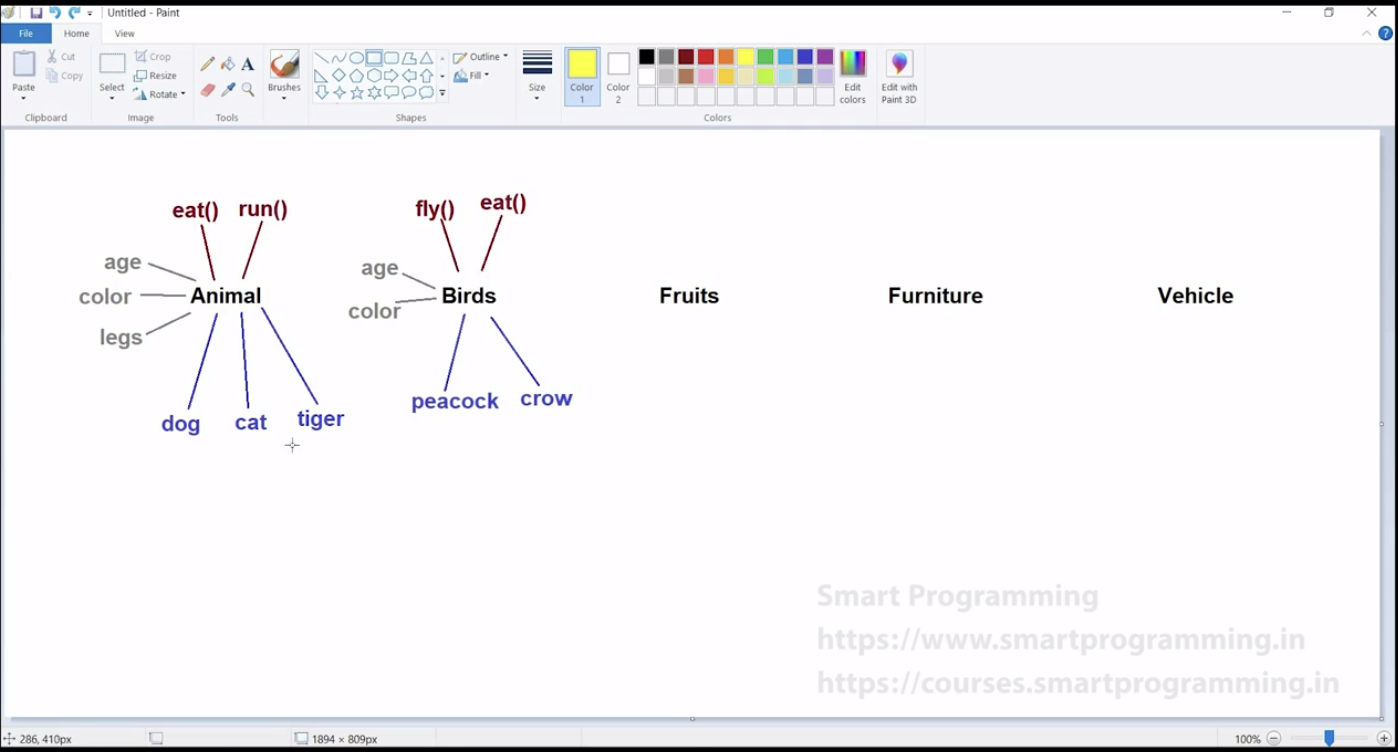 Untitled - Paint
File
Home
View
Paste
Cut
Copy
Clipboard
Select
Crop
Resize
Rotate
Image
A
Tools
Brushes
Outline
Fill
Shapes
Size
Color
1
Color
2
Edit
colors
Colors
Edit with
Paint 3D
eat() run()
age
color
legs
Animal
dog cat tiger
fly() eat()
age
color
Birds
peacock crow
Fruits
Furniture
Vehicle
Smart Programming
https://www.smartprogramming.in
https://courses.smartprogramming.in
286, 410px
1894 × 809px
100%